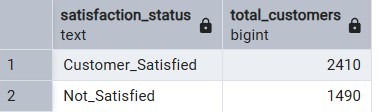 satisfaction_status total_customers
text bigint
1 Customer_Satisfied 2410
2 Not_Satisfied 1490